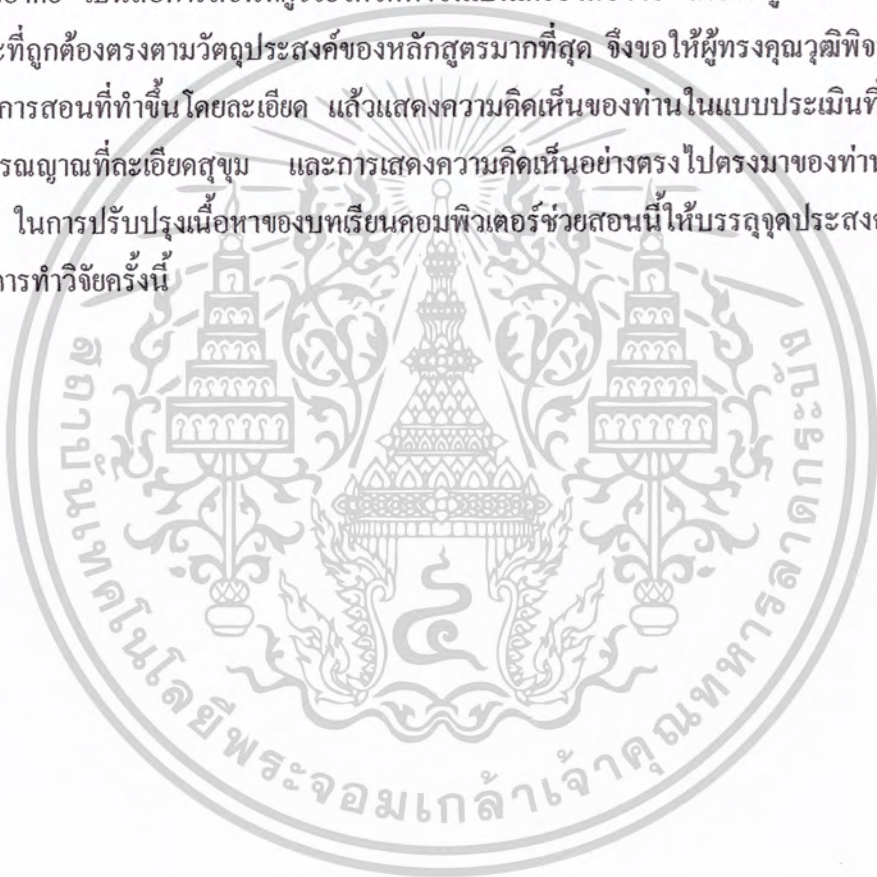 ะที่ถูกต้องตรงตามวัตถุประสงค์ของหลักสูตรมากที่สุด จึงขอให้ผู้ทรงคุณวุฒิพิจ
การสอนที่ทำขึ้นโดยละเอียด แล้วแสดงความคิดเห็นของท่านในแบบประเมินที่
รณญาณที่ละเอียดสุขุม และการแสดงความคิดเห็นอย่างตรงไปตรงมาของท่าน
ในการปรับปรุงเนื้อหาของบทเรียนคอมพิวเตอร์ช่วยสอนนี้ให้บรรลุจุดประสงค
การทำวิจัยครั้งนี้
สถาบันเทคโนโลยีพระจอมเกล้าเจ้าคุณทหารลาดกระบัง
๔